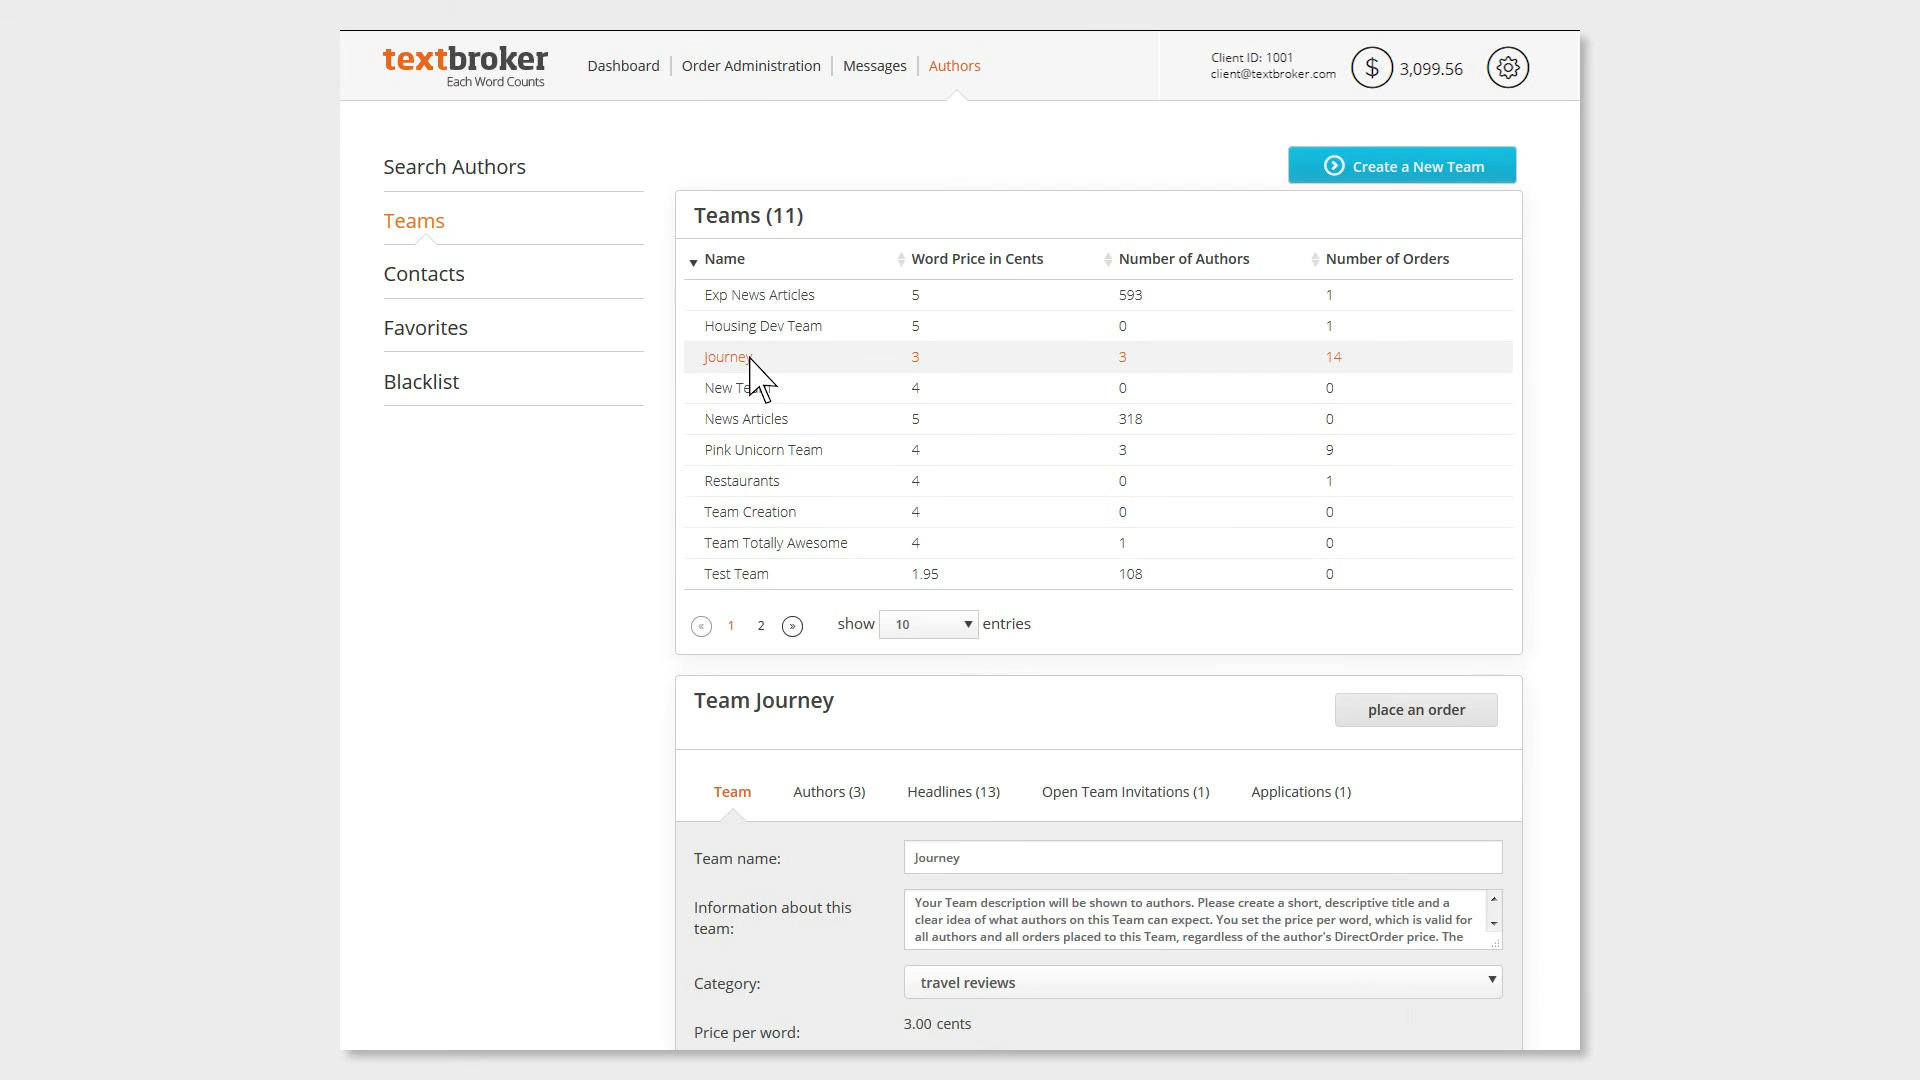 textbroker
Each Word Counts
Dashboard
Order Administration
Messages
Authors
Client ID: 1001
client@textbroker.com
$
3,099.56
Search Authors
Teams
Contacts
Favorites
Blacklist
Create a New Team
Teams (11)
Name Word Price in Cents Number of Authors Number of Orders
Exp News Articles 5 593 1
Housing Dev Team 5 0 1
Journey 3 3 14
New Team 4 0 0
News Articles 5 318 0
Pink Unicorn Team 4 3 9
Restaurants 4 0 1
Team Creation 4 0 0
Team Totally Awesome 4 1 0
Test Team 1.95 108 0
« 1 2 » show 10 entries
Team Journey
place an order
Team Authors (3) Headlines (13) Open Team Invitations (1) Applications (1)
Team name: Journey
Information about this
team:
Your Team description will be shown to authors. Please create a short, descriptive title and a
clear idea of what authors on this Team can expect. You set the price per word, which is valid for
all authors and all orders placed to this Team, regardless of the author's DirectOrder price. The
Category: travel reviews
Price per word: 3.00 cents